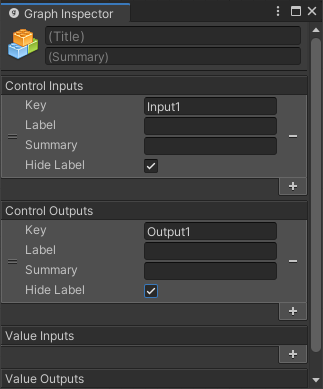 Graph Inspector
(Title)
(Summary)
Control Inputs
Key Input1
Label
Summary
Hide Label
Control Outputs
Key Output1
Label
Summary
Hide Label
Value Inputs
Value Outputs